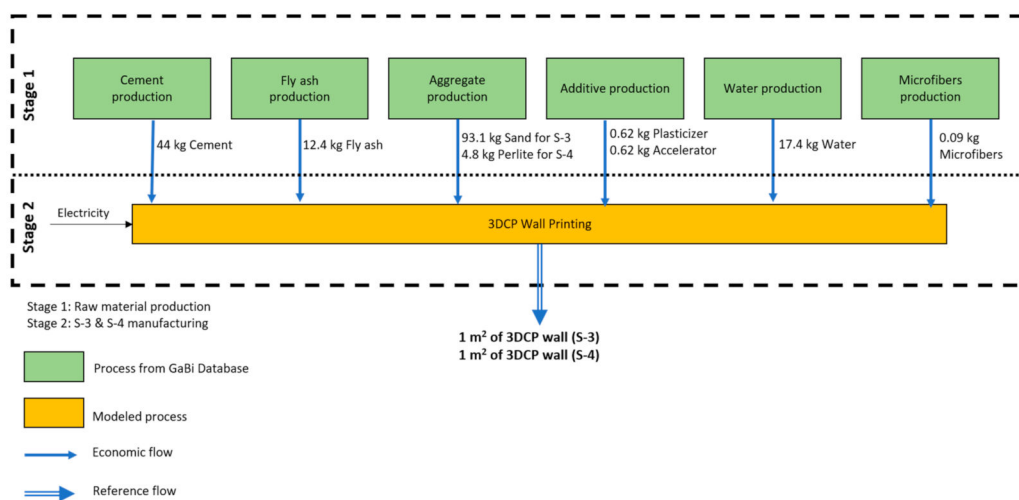 Stage 1
Cement
production
Fly ash
production
Aggregate
production
Additive production
Water production
Microfibers
production
44 kg Cement
12.4 kg Fly ash
93.1 kg Sand for S-3
4.8 kg Perlite for S-4
0.62 kg Plasticizer
0.62 kg Accelerator
17.4 kg Water
0.09 kg
Microfibers
Stage 2
Electricity
3DCP Wall Printing
Stage 1: Raw material production
Stage 2: S-3 & S-4 manufacturing
1 m² of 3DCP wall (S-3)
1 m² of 3DCP wall (S-4)
Process from GaBi Database
Modeled process
Economic flow
Reference flow